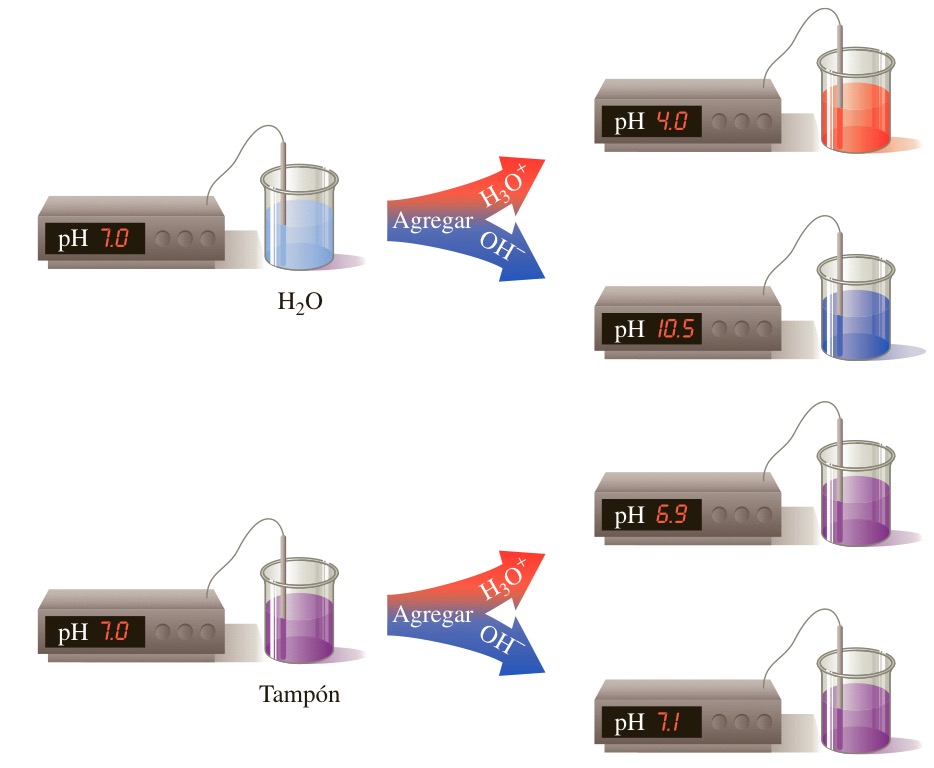 pH 4.0
pH 7.0
Agregar
H₃O⁺
OH⁻
H₂O
pH 10.5
pH 6.9
pH 7.0
Agregar
H₃O⁺
OH⁻
Tampón
pH 7.1